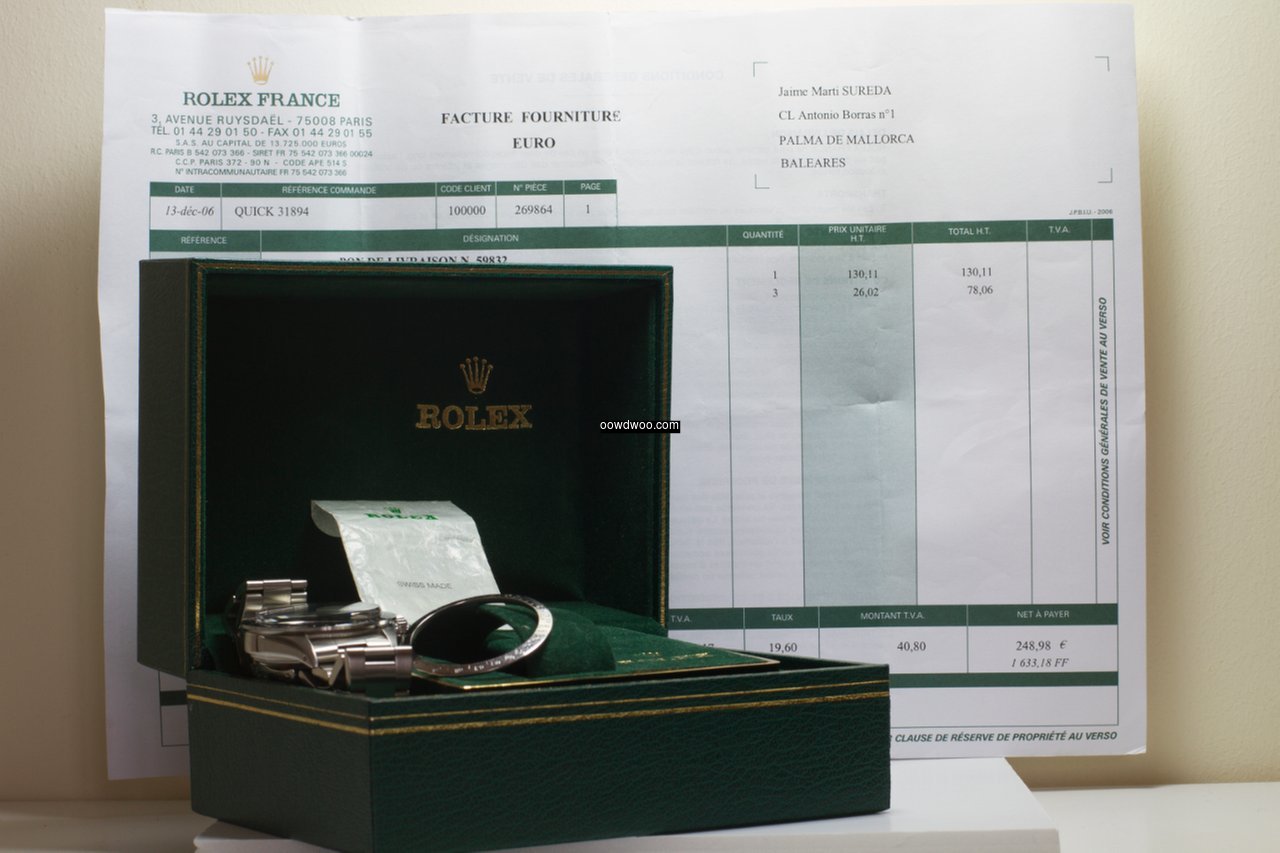 ROLEX FRANCE
3, AVENUE RUYSDAËL - 75008 PARIS
TÉL. 01 44 29 01 50 - FAX 01 44 29 01 55
S.A.S. AU CAPITAL DE 13.725.000 EUROS
R.C. PARIS B 542 073 366 - SIRET FR 75 542 073 366 00024
C.C.P. PARIS 372 - 90 N - CODE APE 514 S
N° INTRACOMMUNAUTAIRE FR 75 542 073 366
FACTURE FOURNITURE
EURO
Jaime Marti SUREDA
CL Antonio Borras n°1
PALMA DE MALLORCA
BALEARES
DATE RÉFÉRENCE COMMANDE CODE CLIENT N° PIÈCE PAGE
13-déc-06 QUICK 31894 100000 269864 1
J.P.B.I.U. - 2006
RÉFÉRENCE DÉSIGNATION QUANTITÉ PRIX UNITAIRE H.T. TOTAL H.T. T.V.A.
BON DE LIVRAISON N. 59832
1 130,11 130,11
3 26,02 78,06
VOIR CONDITIONS GÉNÉRALES DE VENTE AU VERSO
ROLEX
oowdwoo.com
ROLEX
SWISS MADE
ROLEX
T.V.A. TAUX MONTANT T.V.A. NET À PAYER
19,60 40,80 248,98 €
1 633,18 FF
CLAUSE DE RÉSERVE DE PROPRIÉTÉ AU VERSO